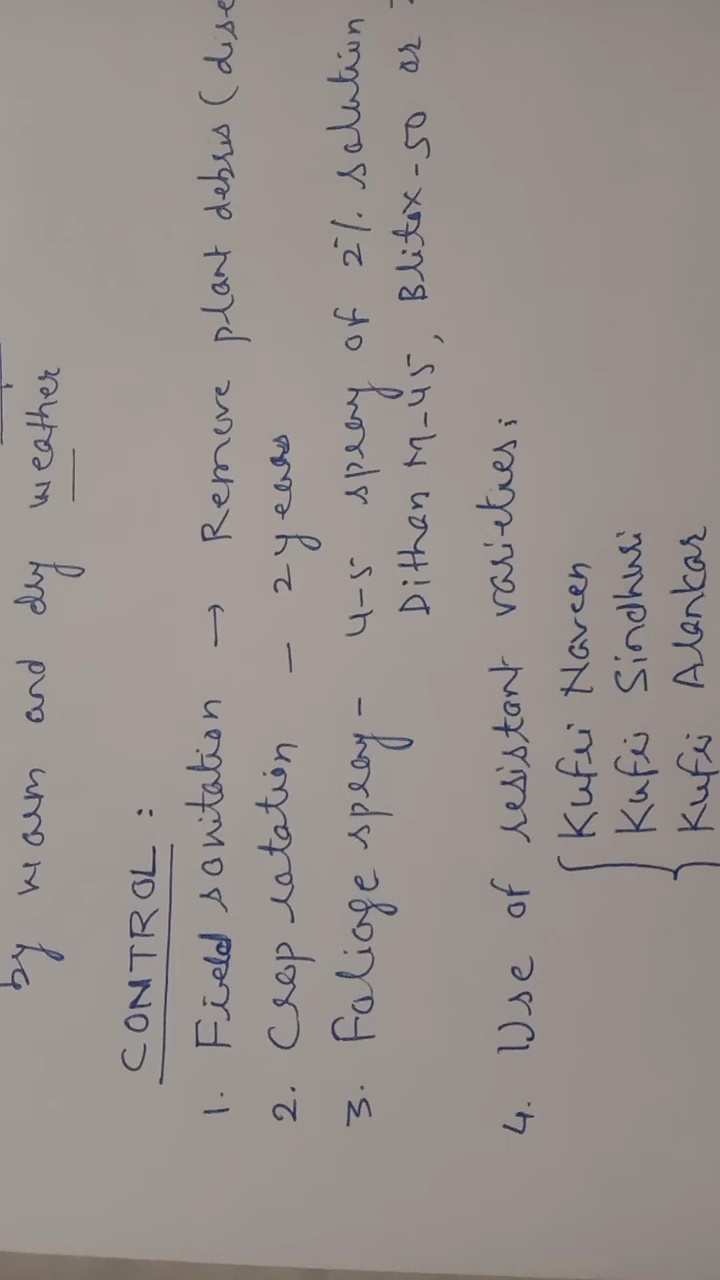 by warm and dry weather
CONTROL :
1. Field sanitation → Remove plant debris (dise
2. Crop rotation - 2 years
3. Foliage spray - 4-5 spray of 2% solution
Dithan M-45, Blitox-50 or
4. Use of resistant varieties:
Kufri Naveen
Kufri Sindhuri
Kufri Alankar